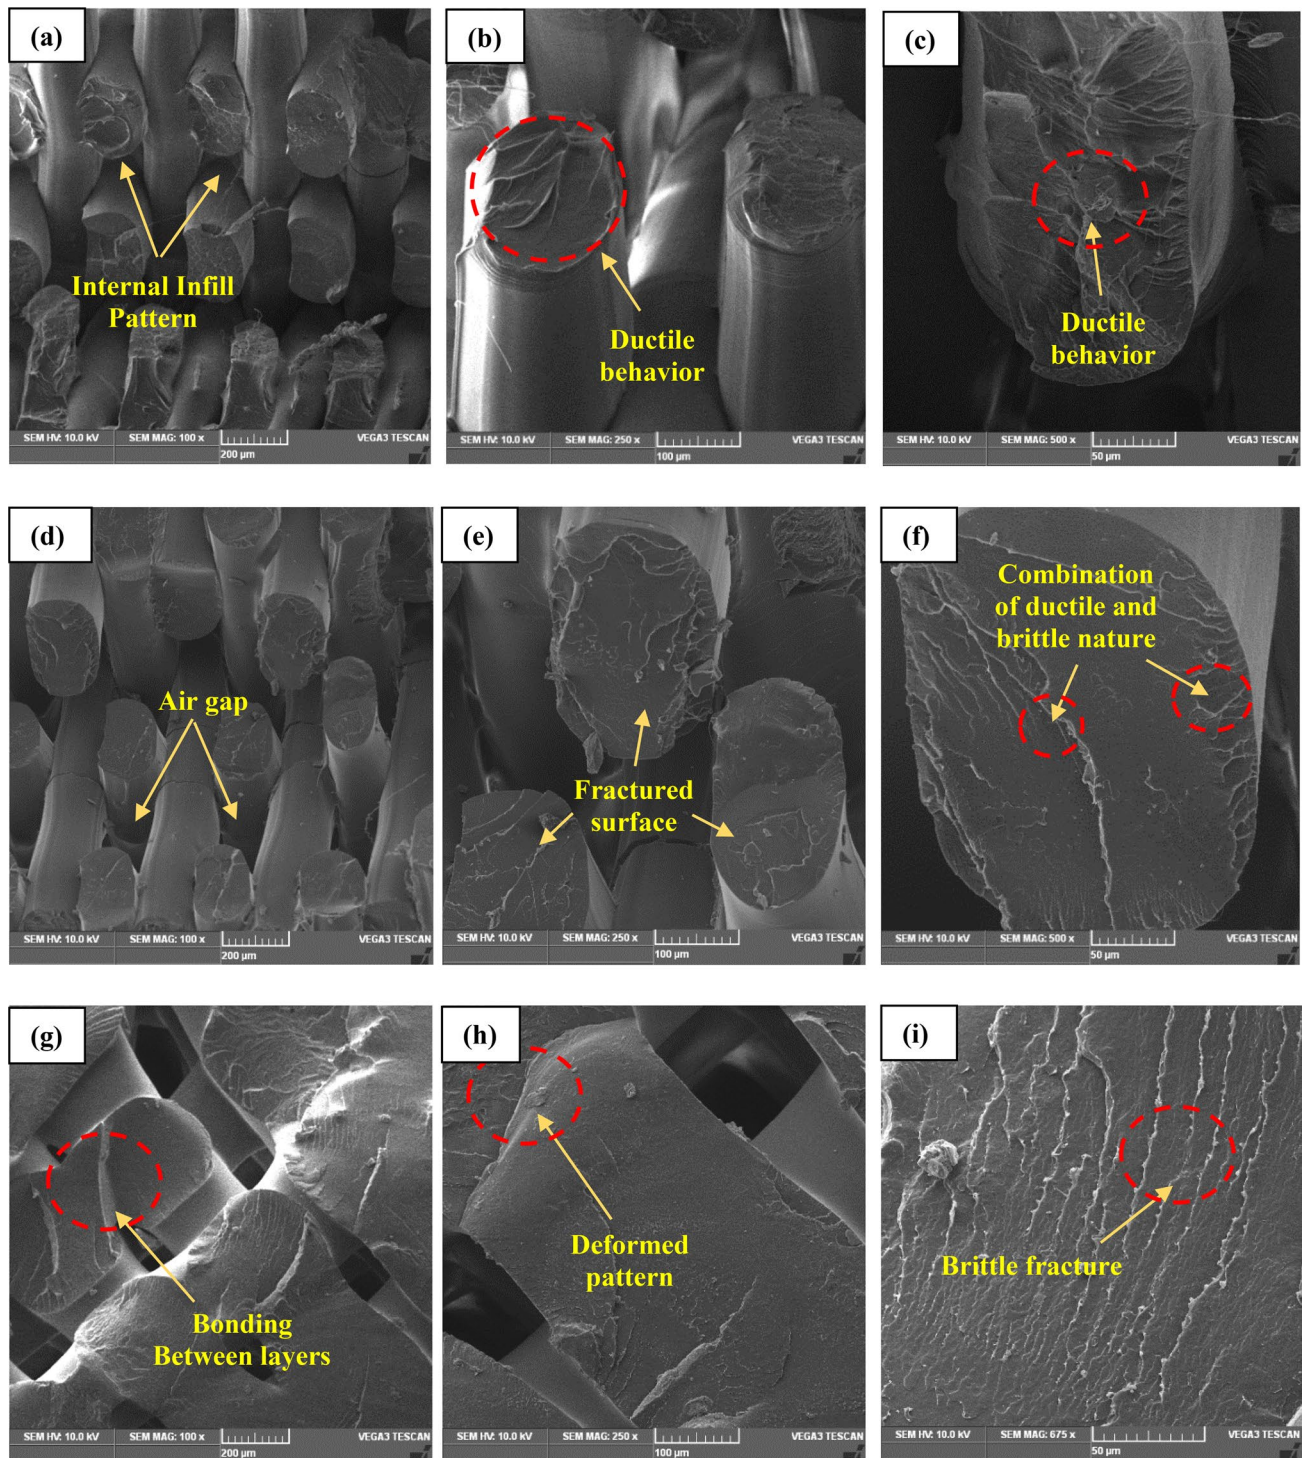 (a)
Internal Infill
Pattern
SEM HV: 10.0 kV
SEM MAG: 100 x
200 µm
VEGA3 TESCAN
(b)
Ductile
behavior
SEM HV: 10.0 kV
SEM MAG: 250 x
100 µm
VEGA3 TESCAN
(c)
Ductile
behavior
SEM HV: 10.0 kV
SEM MAG: 500 x
50 µm
VEGA3 TESCAN
(d)
Air gap
SEM HV: 10.0 kV
SEM MAG: 100 x
200 µm
VEGA3 TESCAN
(e)
Fractured
surface
SEM HV: 10.0 kV
SEM MAG: 250 x
100 µm
VEGA3 TESCAN
(f)
Combination
of ductile and
brittle nature
SEM HV: 10.0 kV
SEM MAG: 500 x
50 µm
VEGA3 TESCAN
(g)
Bonding
Between layers
SEM HV: 10.0 kV
SEM MAG: 100 x
200 µm
VEGA3 TESCAN
(h)
Deformed
pattern
SEM HV: 10.0 kV
SEM MAG: 250 x
100 µm
VEGA3 TESCAN
(i)
Brittle fracture
SEM HV: 10.0 kV
SEM MAG: 675 x
50 µm
VEGA3 TESCAN